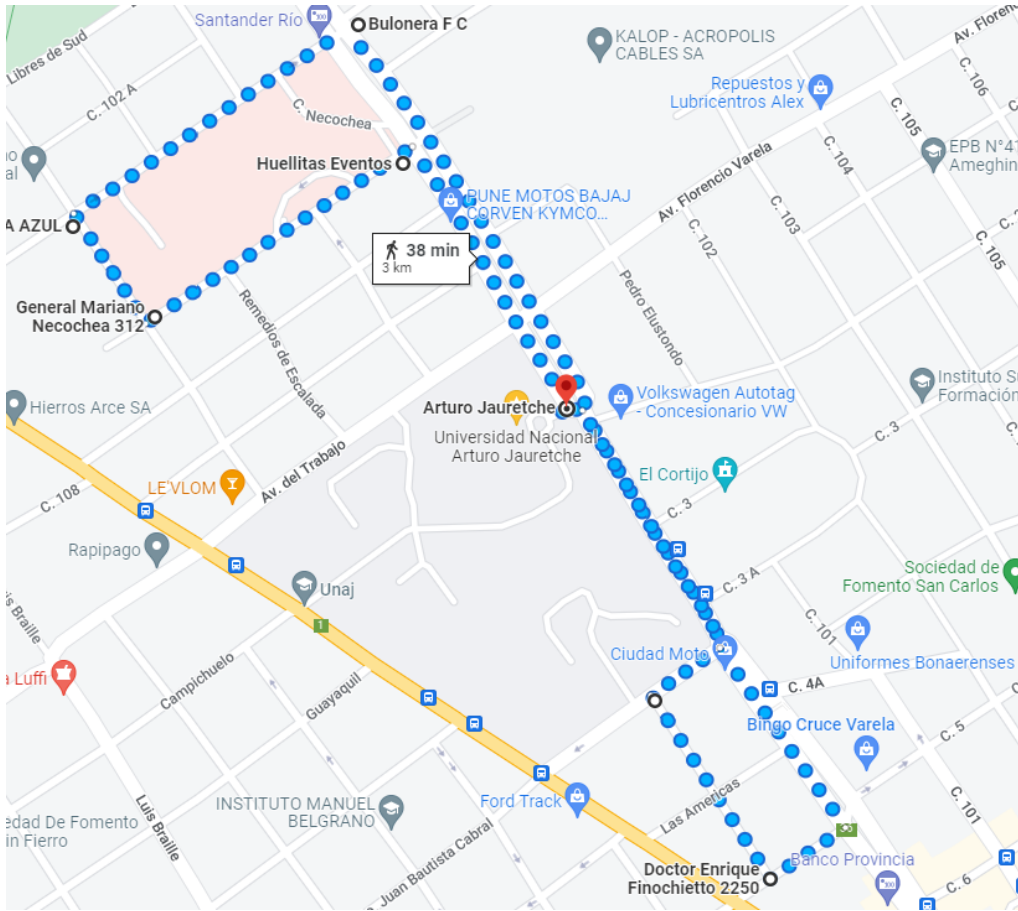 Santander Río
Bulonera F C
Av. Florencio
Libres de Sud
KALOP - ACROPOLIS
CABLES SA
C. 106
C. 102 A
Repuestos y
Lubricentros Alex
C. 105
C. Necochea
C. 104
EPB N°41
Ameghin
Huellitas Eventos
Av. Florencio Varela
PUNE MOTOS BAJAJ
CORVEN KYMCO...
C. 103
A AZUL
C. 102
C. 105
38 min
3 km
Pedro Elustondo
General Mariano
Necochea 312
Remedios de Escalada
Hierros Arce SA
Arturo Jauretche
Volkswagen Autotag
- Concesionario VW
Instituto Su
Formación
Universidad Nacional
Arturo Jauretche
C. 3
Av. del Trabajo
El Cortijo
LE'VLOM
C. 108
C. 3
Rapipago
Sociedad de
Fomento San Carlos
C. 3 A
Unaj
Luis Braille
1
C. 101
Ciudad Moto
Uniformes Bonaerenses
a Luffi
Campichuelo
C. 4A
Guayaquil
Bingo Cruce Varela
C. 5
INSTITUTO MANUEL
BELGRANO
Ford Track
Las Americas
C. 101
Luis Braille
edad De Fomento
in Fierro
Juan Bautista Cabral
Banco Provincia
Doctor Enrique
Finochietto 2250
C. 6